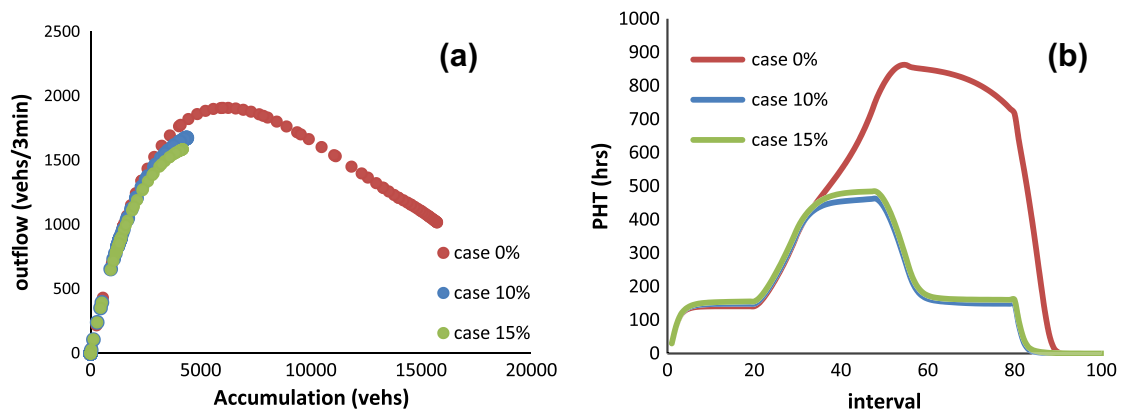 (a)
outflow (vehs/3min)
2500
2000
1500
1000
500
0
case 0%
case 10%
case 15%
0 5000 10000 15000 20000
Accumulation (vehs)
(b)
PHT (hrs)
1000
900
800
700
600
500
400
300
200
100
0
case 0%
case 10%
case 15%
0 20 40 60 80 100
interval